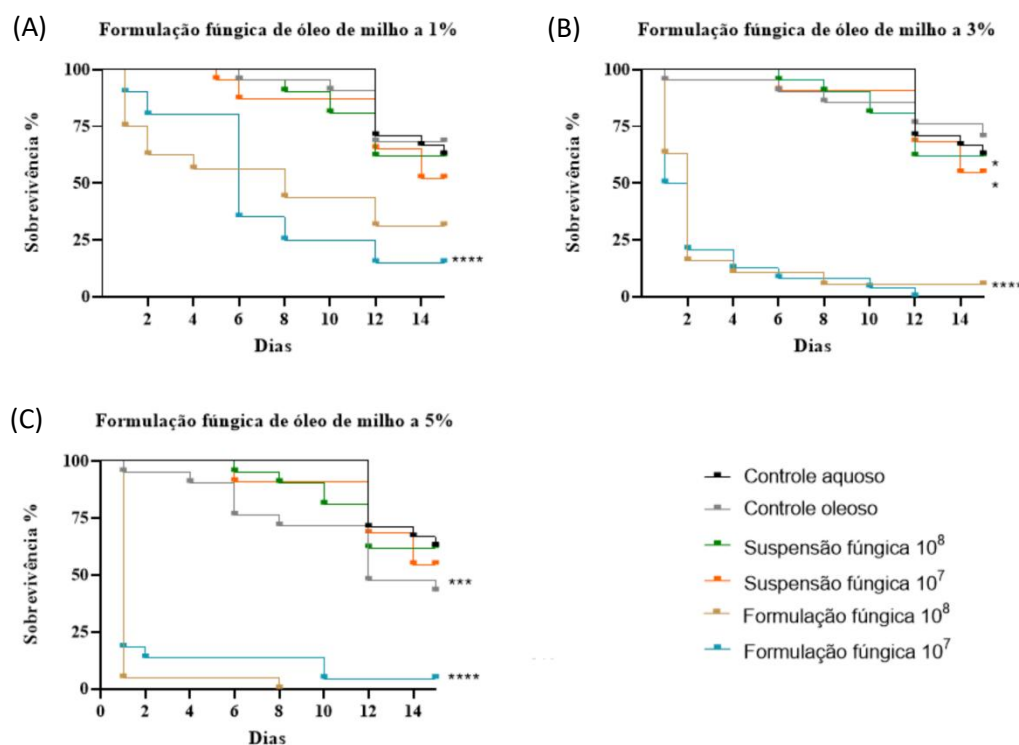 (A)
Formulação fúngica de óleo de milho a 1%
Sobrevivência %
100
75
50
25
0
2 4 6 8 10 12 14
Dias
****
(B)
Formulação fúngica de óleo de milho a 3%
Sobrevivência %
100
75
50
25
0
2 4 6 8 10 12 14
Dias
*
*
****
(C)
Formulação fúngica de óleo de milho a 5%
Sobrevivência %
100
75
50
25
0
0 2 4 6 8 10 12 14
Dias
***
****
Controle aquoso
Controle oleoso
Suspensão fúngica 10⁸
Suspensão fúngica 10⁷
Formulação fúngica 10⁸
Formulação fúngica 10⁷